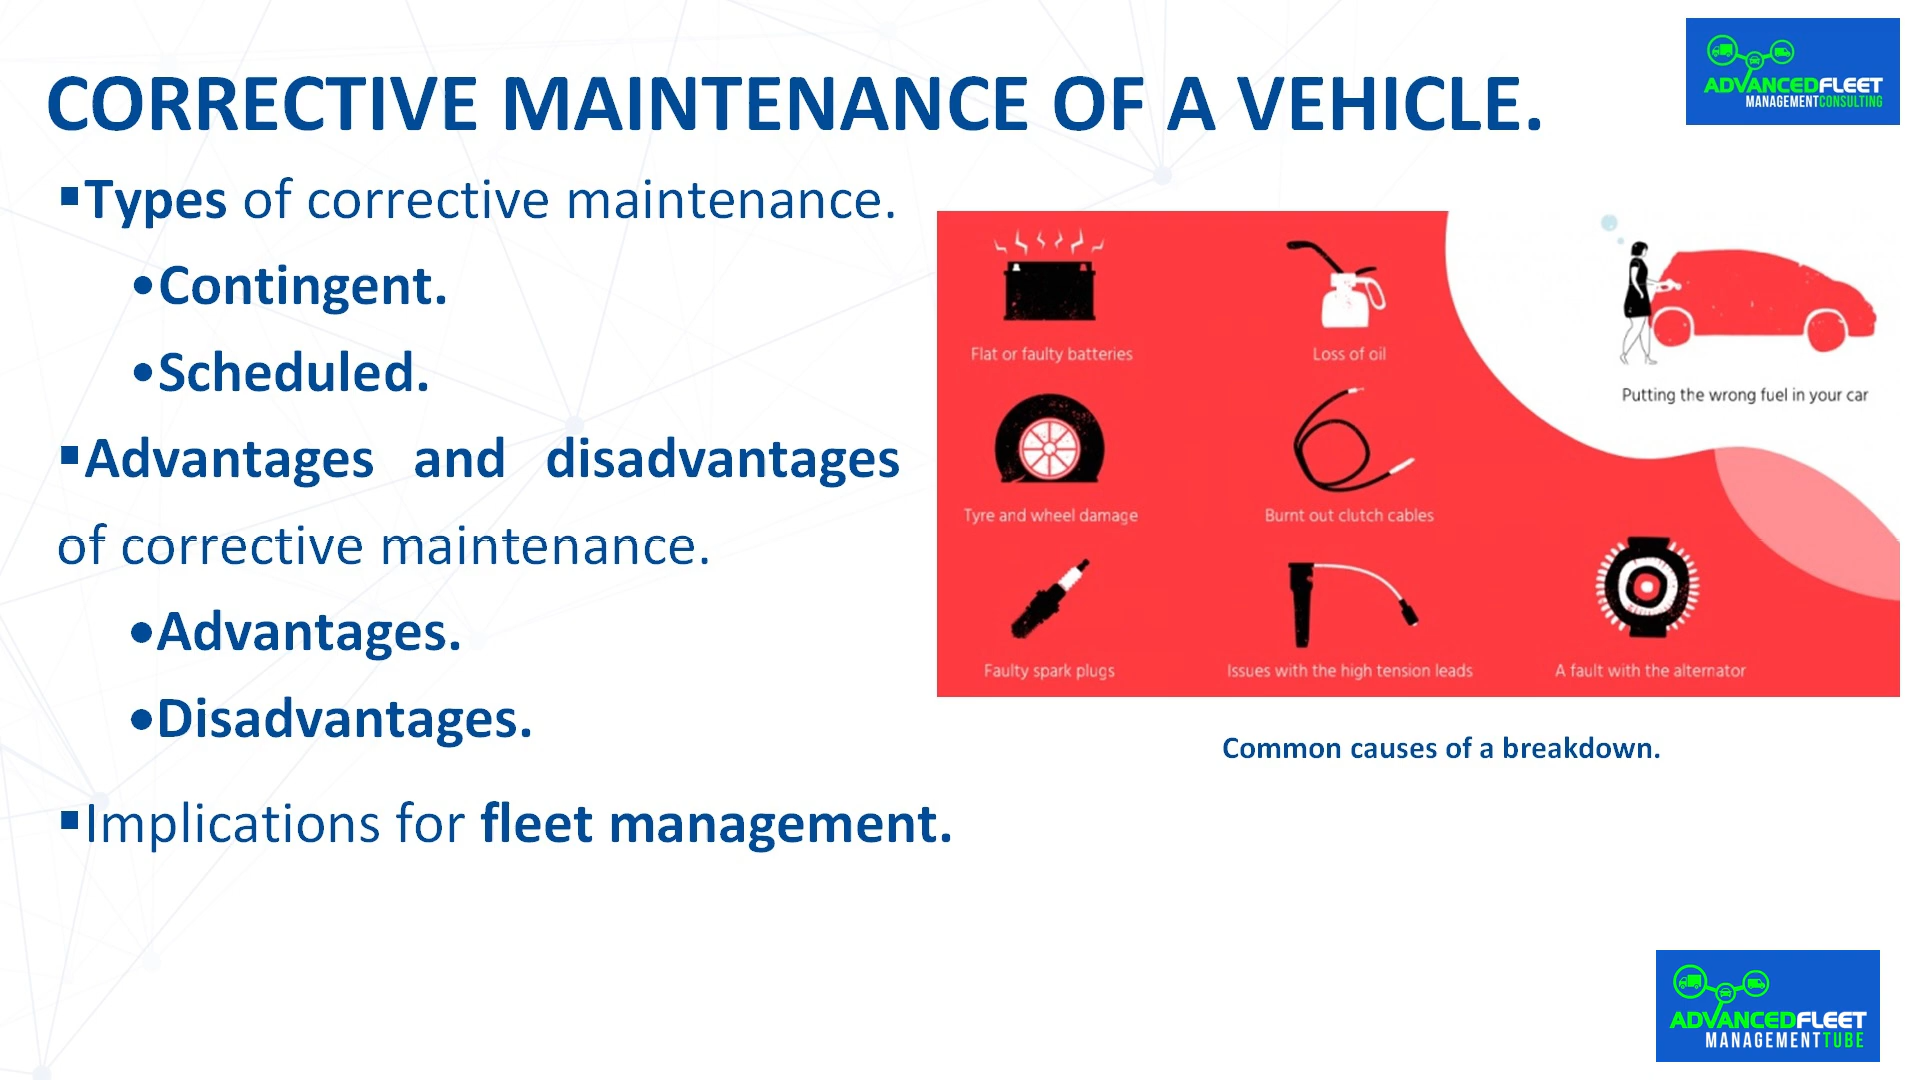 CORRECTIVE MAINTENANCE OF A VEHICLE.
ADVANCEDFLEET
MANAGEMENTCONSULTING
▪Types of corrective maintenance.
•Contingent.
•Scheduled.
▪Advantages and disadvantages
of corrective maintenance.
•Advantages.
•Disadvantages.
▪Implications for fleet management.
Flat or faulty batteries
Loss of oil
Putting the wrong fuel in your car
Tyre and wheel damage
Burnt out clutch cables
Faulty spark plugs
Issues with the high tension leads
A fault with the alternator
Common causes of a breakdown.
ADVANCEDFLEET
MANAGEMENTTUBE